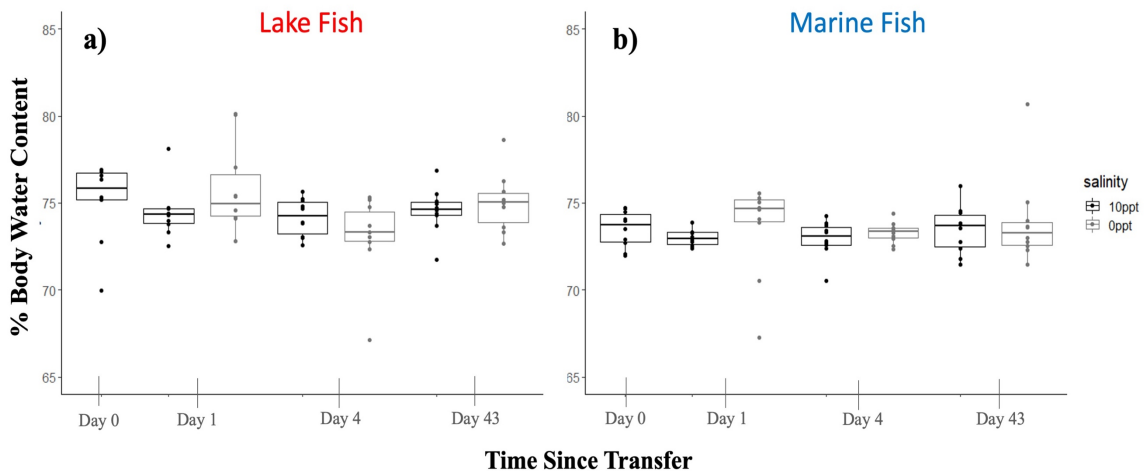 Lake Fish
Marine Fish
a)
b)
% Body Water Content
85
80
75
70
65
85
80
75
70
65
salinity
10ppt
0ppt
Day 0
Day 1
Day 4
Day 43
Day 0
Day 1
Day 4
Day 43
Time Since Transfer